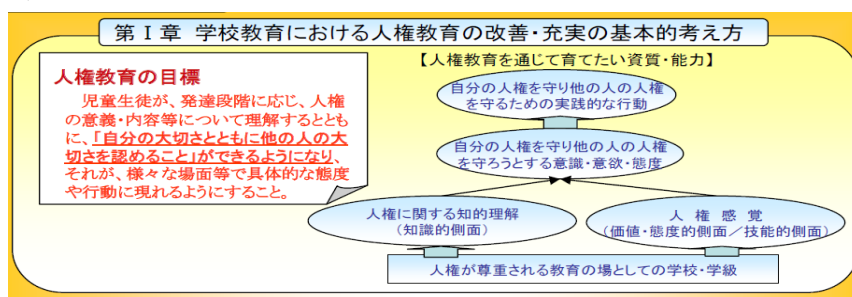 第Ⅰ章 学校教育における人権教育の改善・充実の基本的考え方
人権教育の目標
児童生徒が、発達段階に応じ、人権
の意義・内容等について理解するととも
に、「自分の大切さとともに他の人の大
切さを認めること」ができるようになり、
それが、様々な場面等で具体的な態度
や行動に現れるようにすること。
【人権教育を通じて育てたい資質・能力】
自分の人権を守り他の人の人権
を守るための実践的な行動
自分の人権を守り他の人の人権
を守ろうとする意識・意欲・態度
人権に関する知的理解
(知識的側面)
人 権 感 覚
(価値・態度的側面/技能的側面)
人権が尊重される教育の場としての学校・学級